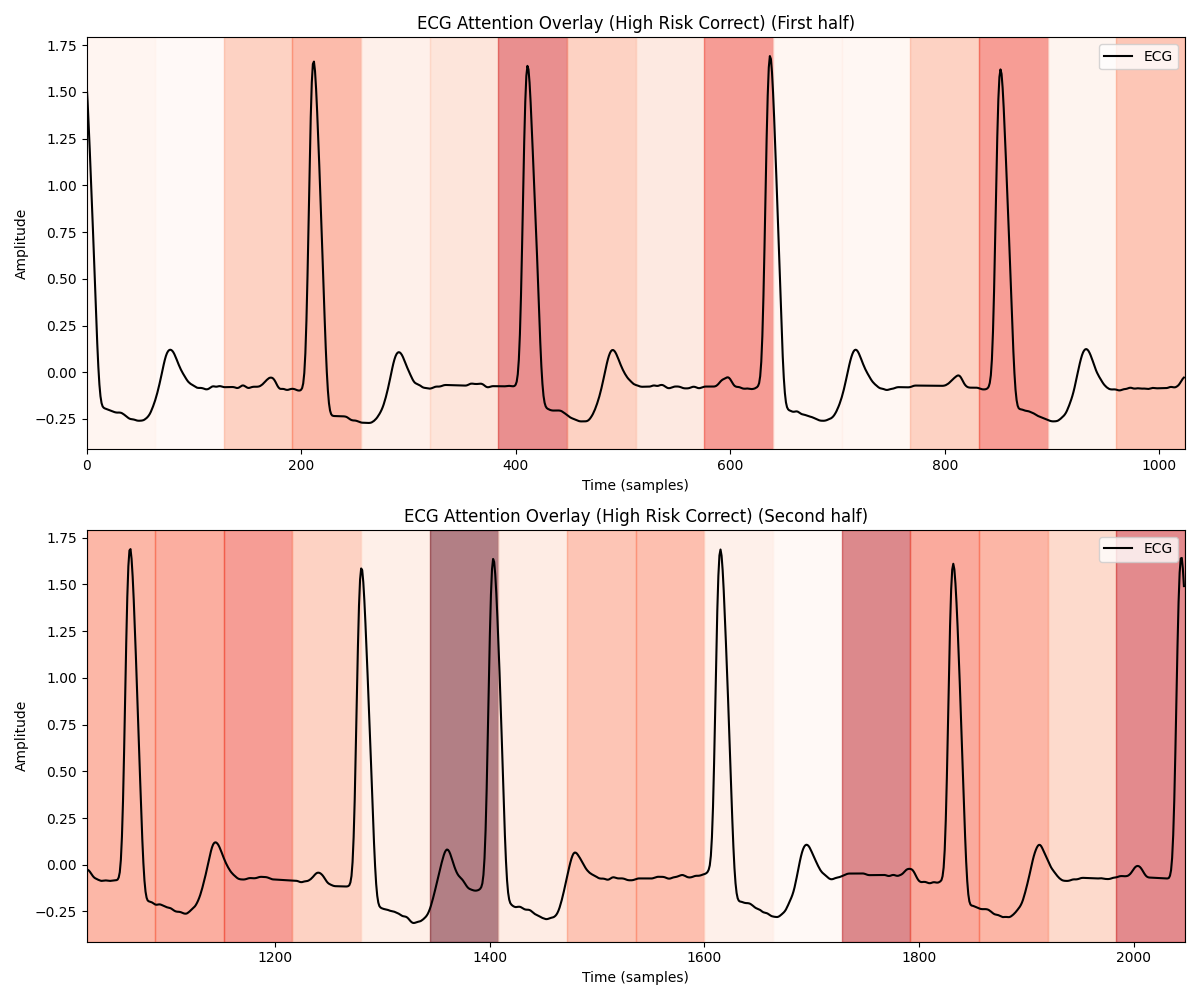 ECG Attention Overlay (High Risk Correct) (First half)
1.75
1.50
1.25
1.00
0.75
0.50
0.25
0.00
−0.25
Amplitude
ECG
0 200 400 600 800 1000
Time (samples)
ECG Attention Overlay (High Risk Correct) (Second half)
1.75
1.50
1.25
1.00
0.75
0.50
0.25
0.00
−0.25
Amplitude
ECG
1200 1400 1600 1800 2000
Time (samples)